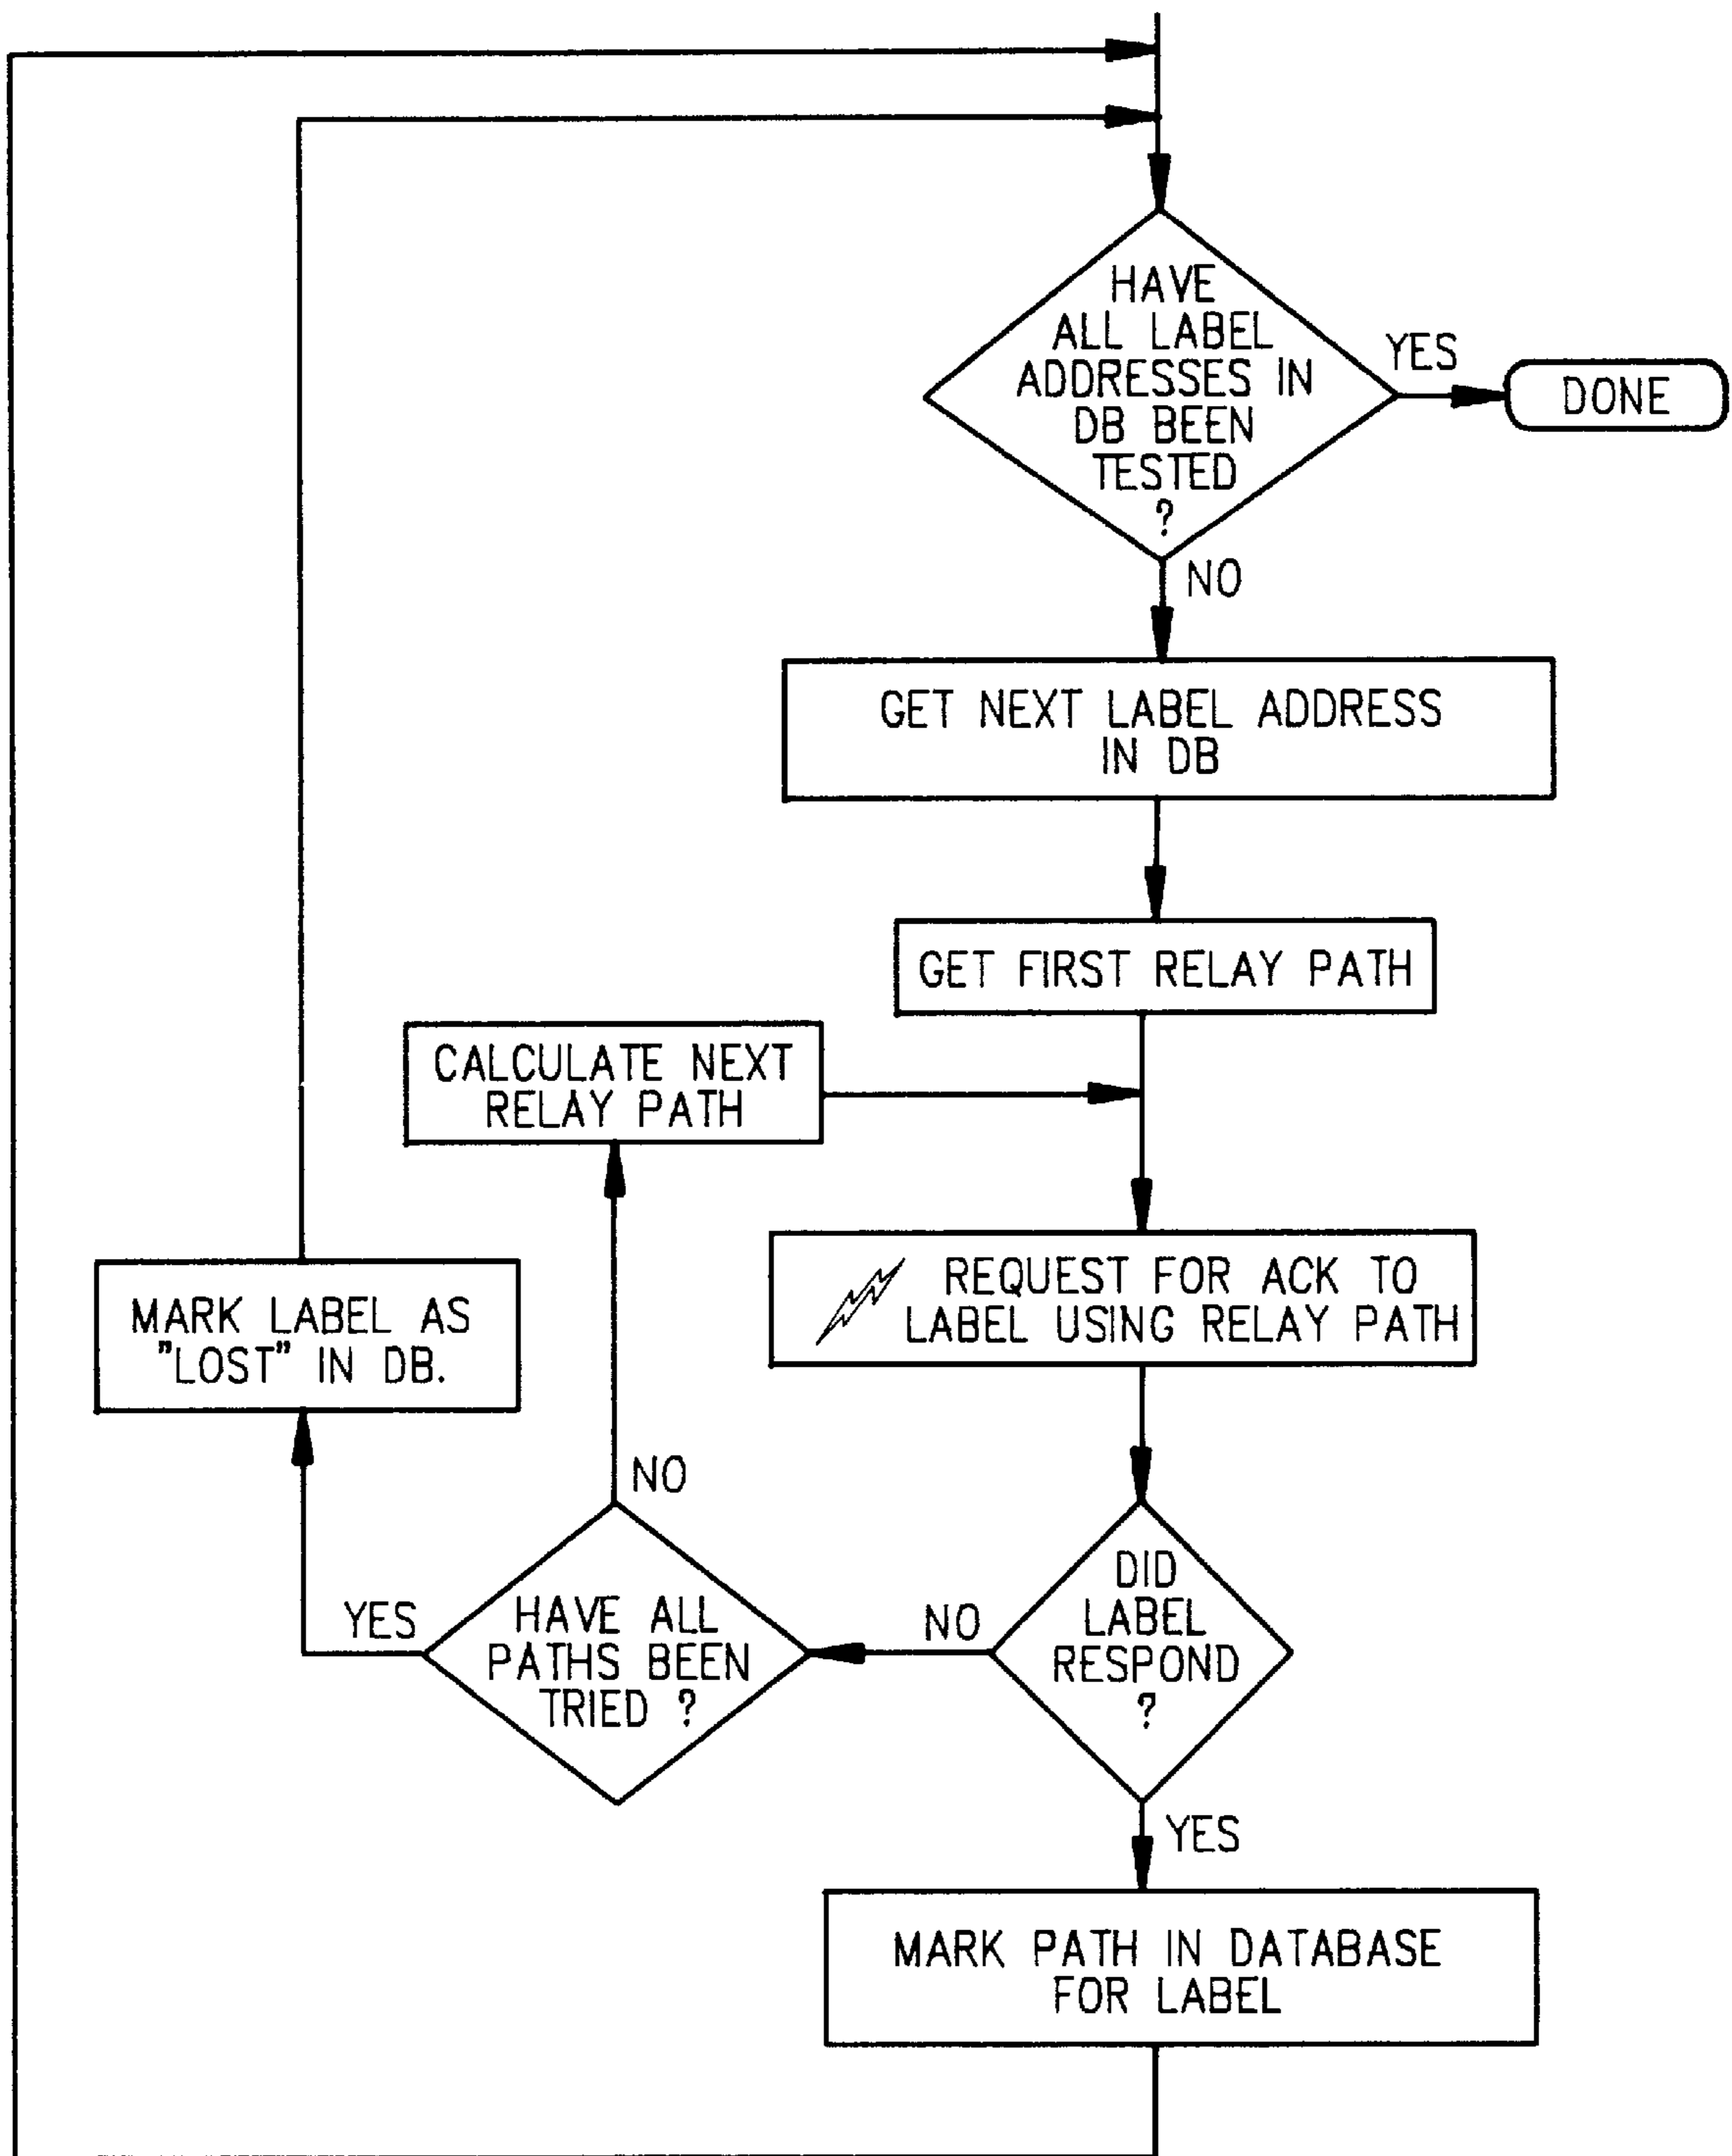 HAVE
ALL LABEL
ADDRESSES IN
DB BEEN
TESTED
?
YES
DONE
NO
GET NEXT LABEL ADDRESS
IN DB
GET FIRST RELAY PATH
CALCULATE NEXT
RELAY PATH
REQUEST FOR ACK TO
LABEL USING RELAY PATH
MARK LABEL AS
"LOST" IN DB.
NO
YES
HAVE ALL
PATHS BEEN
TRIED ?
NO
DID
LABEL
RESPOND
?
YES
MARK PATH IN DATABASE
FOR LABEL